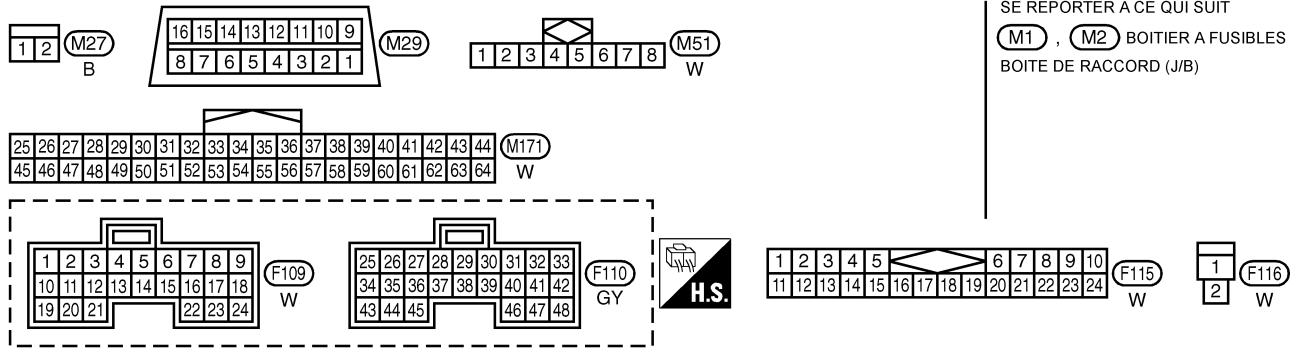 1 2 M27
B
16 15 14 13 12 11 10 9
8 7 6 5 4 3 2 1
M29
1 2 3 4 5 6 7 8 M51
W
SE REPORTER A CE QUI SUIT
M1 , M2 BOITIER A FUSIBLES
BOITE DE RACCORD (J/B)
25 26 27 28 29 30 31 32 33 34 35 36 37 38 39 40 41 42 43 44
45 46 47 48 49 50 51 52 53 54 55 56 57 58 59 60 61 62 63 64
M171
W
1 2 3 4 5 6 7 8 9
10 11 12 13 14 15 16 17 18
19 20 21 22 23 24
F109
W
25 26 27 28 29 30 31 32 33
34 35 36 37 38 39 40 41 42
43 44 45 46 47 48
F110
GY
H.S.
1 2 3 4 5 6 7 8 9 10
11 12 13 14 15 16 17 18 19 20 21 22 23 24
F115
W
1
2
F116
W